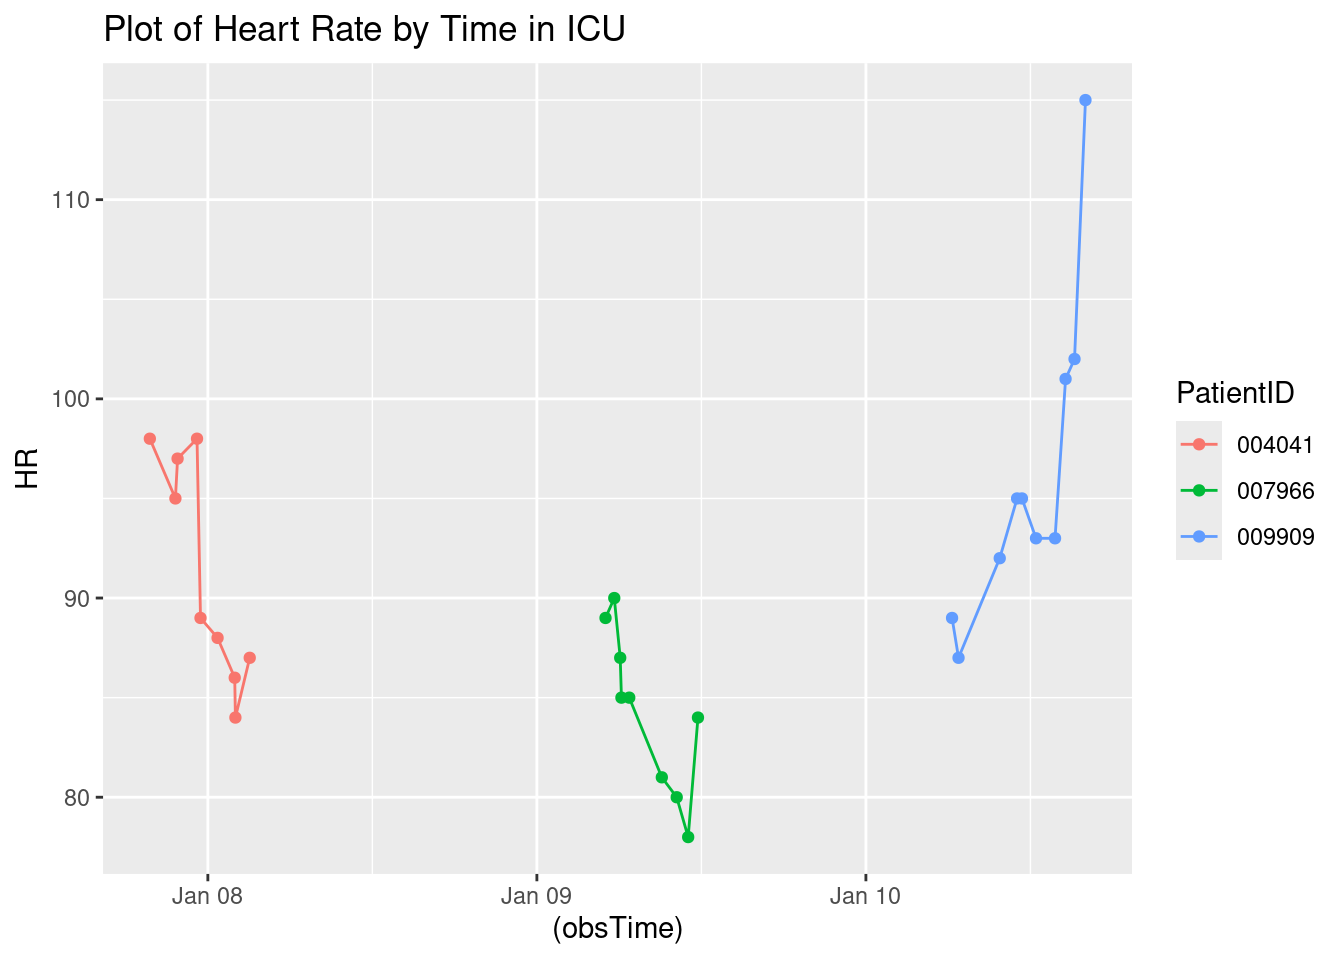 Plot of Heart Rate by Time in ICU
HR
110
100
90
80
Jan 08
Jan 09
Jan 10
(obsTime)
PatientID
004041
007966
009909